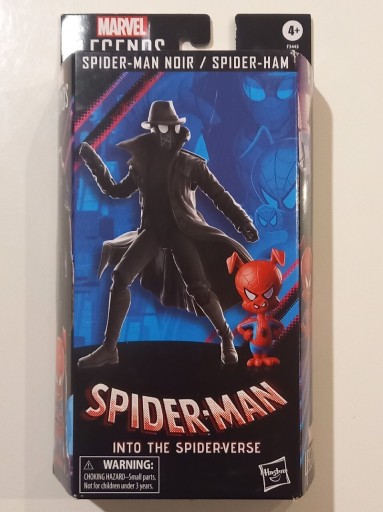 MARVEL
LEGENDS
4+
SPIDER-MAN NOIR / SPIDER-HAM
SPIDER-MAN
INTO THE SPIDER-VERSE
WARNING:
CHOKING HAZARD–Small parts.
Not for children under 3 years.
Hasbro